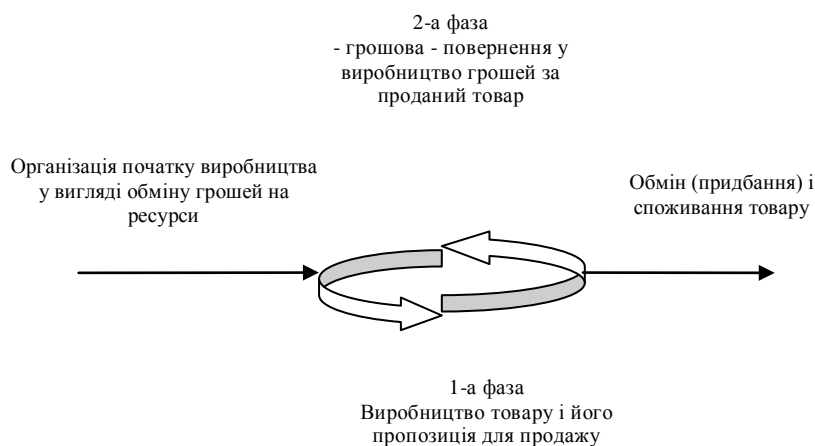 2-а фаза
- грошова - повернення у
виробництво грошей за
проданий товар
Організація початку виробництва
у вигляді обміну грошей на
ресурси
Обмін (придбання) і
споживання товару
1-а фаза
Виробництво товару і його
пропозиція для продажу